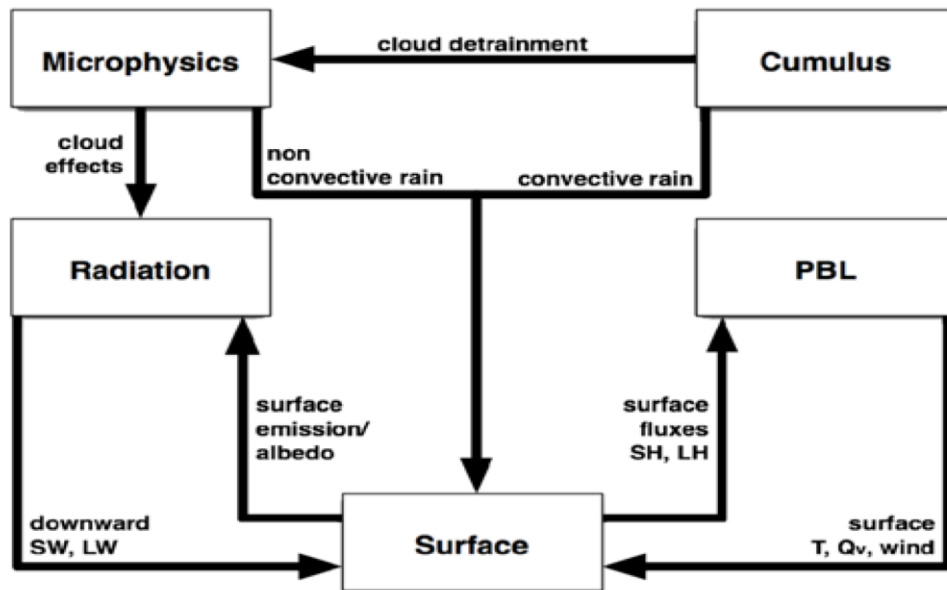 cloud detrainment
Microphysics
Cumulus
cloud
effects
non
convective rain
convective rain
Radiation
PBL
surface
emission/
albedo
surface
fluxes
SH, LH
downward
SW, LW
Surface
surface
T, Qv, wind